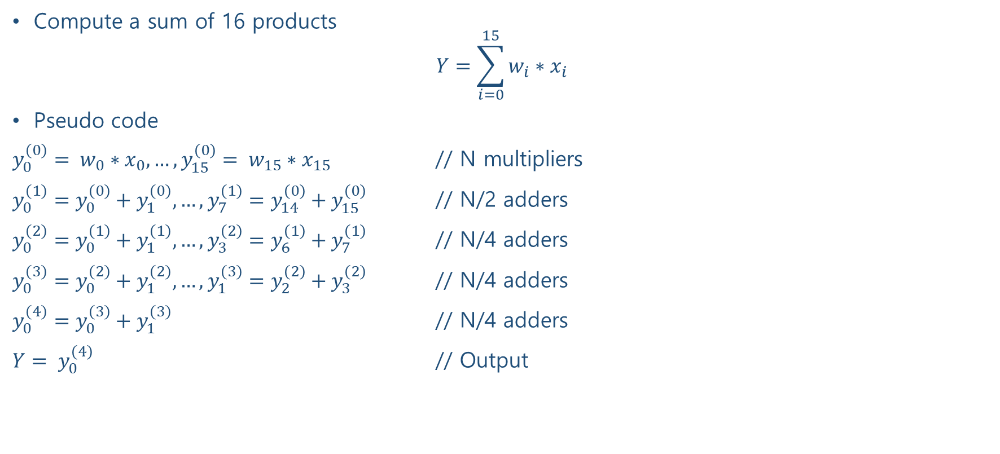 • Compute a sum of 16 products
$Y = \sum_{i=0}^{15} w_i * x_i$
• Pseudo code
$y_0^{(0)} = w_0 * x_0, \ldots, y_{15}^{(0)} = w_{15} * x_{15}$ // N multipliers
$y_0^{(1)} = y_0^{(0)} + y_1^{(0)}, \ldots, y_7^{(1)} = y_{14}^{(0)} + y_{15}^{(0)}$ // N/2 adders
$y_0^{(2)} = y_0^{(1)} + y_1^{(1)}, \ldots, y_3^{(2)} = y_6^{(1)} + y_7^{(1)}$ // N/4 adders
$y_0^{(3)} = y_0^{(2)} + y_1^{(2)}, \ldots, y_1^{(3)} = y_2^{(2)} + y_3^{(2)}$ // N/4 adders
$y_0^{(4)} = y_0^{(3)} + y_1^{(3)}$ // N/4 adders
$Y = y_0^{(4)}$ // Output